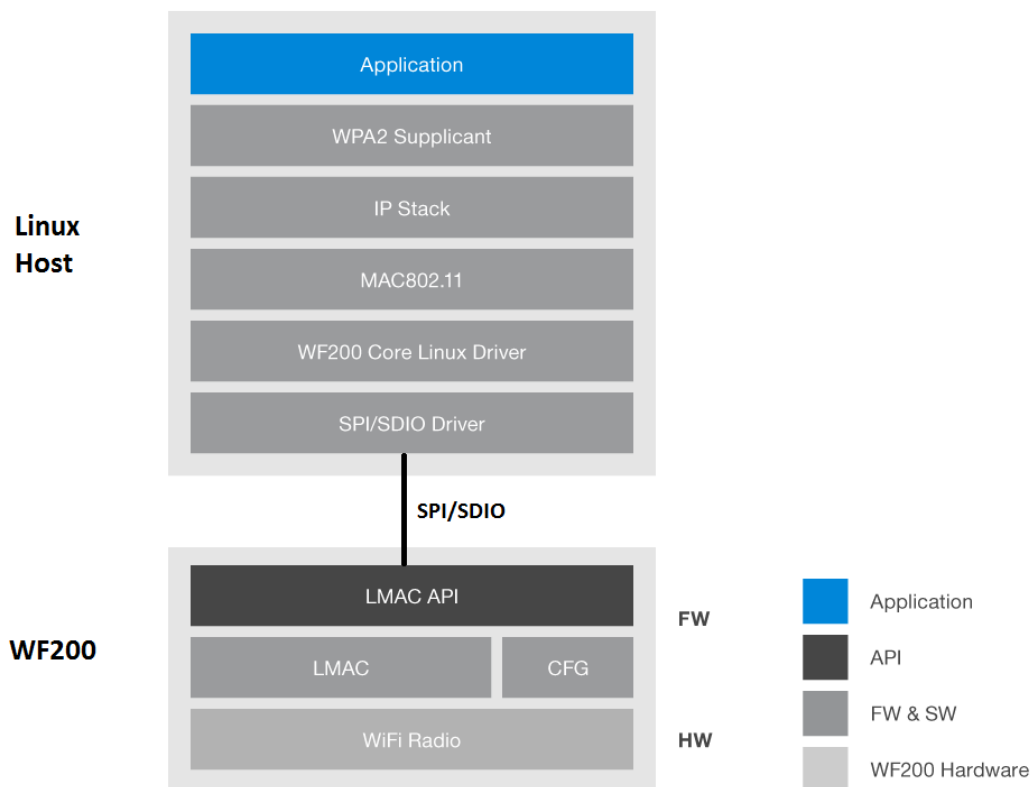 Application
WPA2 Supplicant
IP Stack
Linux
Host
MAC802.11
WF200 Core Linux Driver
SPI/SDIO Driver
SPI/SDIO
LMAC API
FW
WF200
LMAC
CFG
WiFi Radio
HW
Application
API
FW & SW
WF200 Hardware